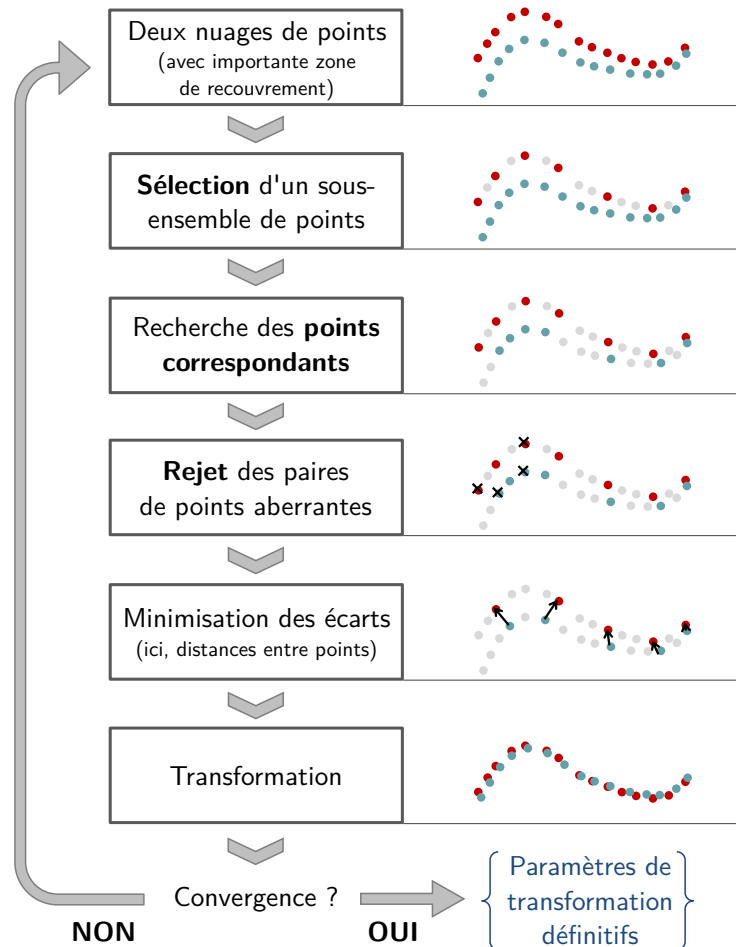 Deux nuages de points
(avec importante zone
de recouvrement)
Sélection d'un sous-
ensemble de points
Recherche des points
correspondants
Rejet des paires
de points aberrantes
Minimisation des écarts
(ici, distances entre points)
Transformation
Convergence ?
NON
OUI
Paramètres de
transformation
définitifs